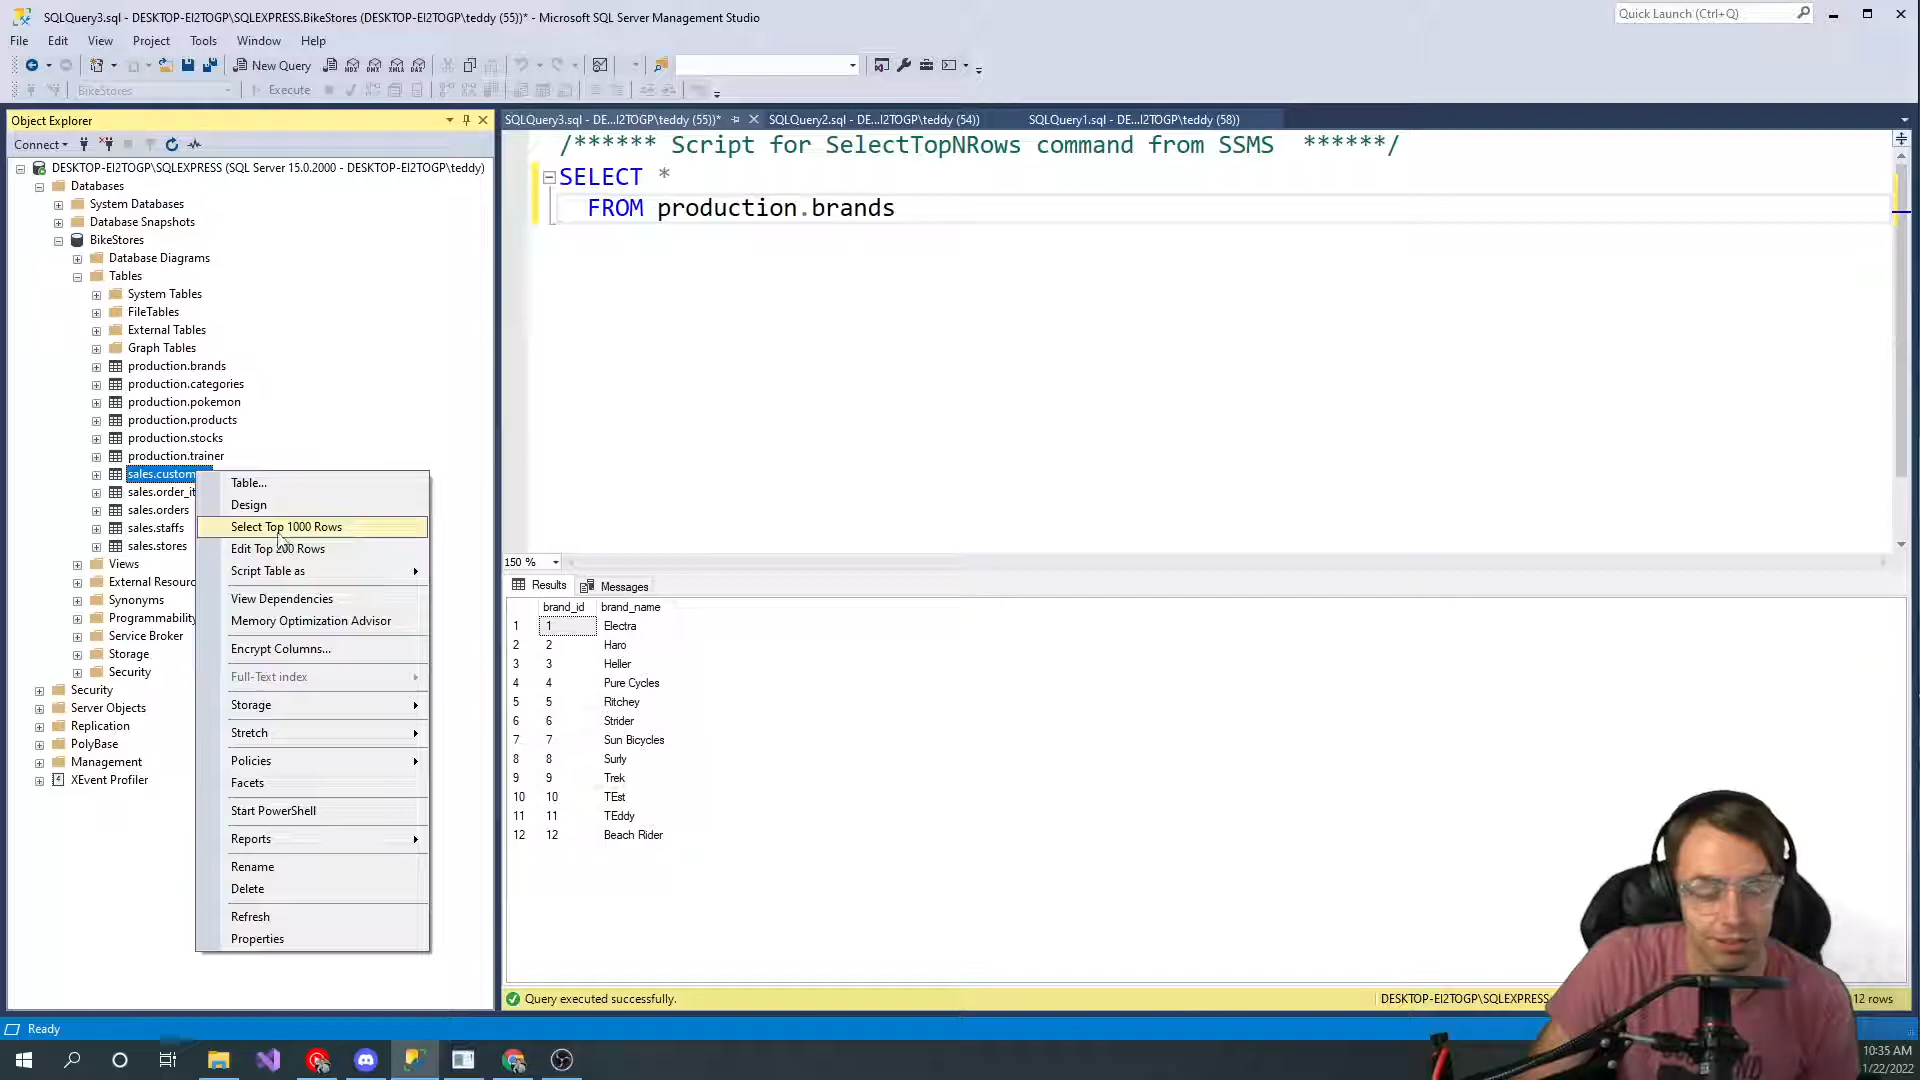 SQLQuery3.sql - DESKTOP-EI2TOGP\SQLEXPRESS.BikeStores (DESKTOP-EI2TOGP\teddy (55))* - Microsoft SQL Server Management Studio
Quick Launch (Ctrl+Q)
File Edit View Project Tools Window Help
New Query
BikeStores
Execute
Object Explorer
Connect
DESKTOP-EI2TOGP\SQLEXPRESS (SQL Server 15.0.2000 - DESKTOP-EI2TOGP\teddy)
Databases
System Databases
Database Snapshots
BikeStores
Database Diagrams
Tables
System Tables
FileTables
External Tables
Graph Tables
production.brands
production.categories
production.pokemon
production.products
production.stocks
production.trainer
sales.custom
sales.order_it
sales.orders
sales.staffs
sales.stores
Views
External Resourc
Synonyms
Programmability
Service Broker
Storage
Security
Security
Server Objects
Replication
PolyBase
Management
XEvent Profiler
Table...
Design
Select Top 1000 Rows
Edit Top 200 Rows
Script Table as
View Dependencies
Memory Optimization Advisor
Encrypt Columns...
Full-Text index
Storage
Stretch
Policies
Facets
Start PowerShell
Reports
Rename
Delete
Refresh
Properties
SQLQuery3.sql - DE...I2TOGP\teddy (55))* SQLQuery2.sql - DE...I2TOGP\teddy (54)) SQLQuery1.sql - DE...I2TOGP\teddy (58))
/****** Script for SelectTopNRows command from SSMS ******/
SELECT *
FROM production.brands
150 %
Results Messages
brand_id brand_name
1 1 Electra
2 2 Haro
3 3 Heller
4 4 Pure Cycles
5 5 Ritchey
6 6 Strider
7 7 Sun Bicycles
8 8 Surly
9 9 Trek
10 10 TEst
11 11 TEddy
12 12 Beach Rider
Query executed successfully.
DESKTOP-EI2TOGP\SQLEXPRESS
12 rows
Ready
10:35 AM
1/22/2022